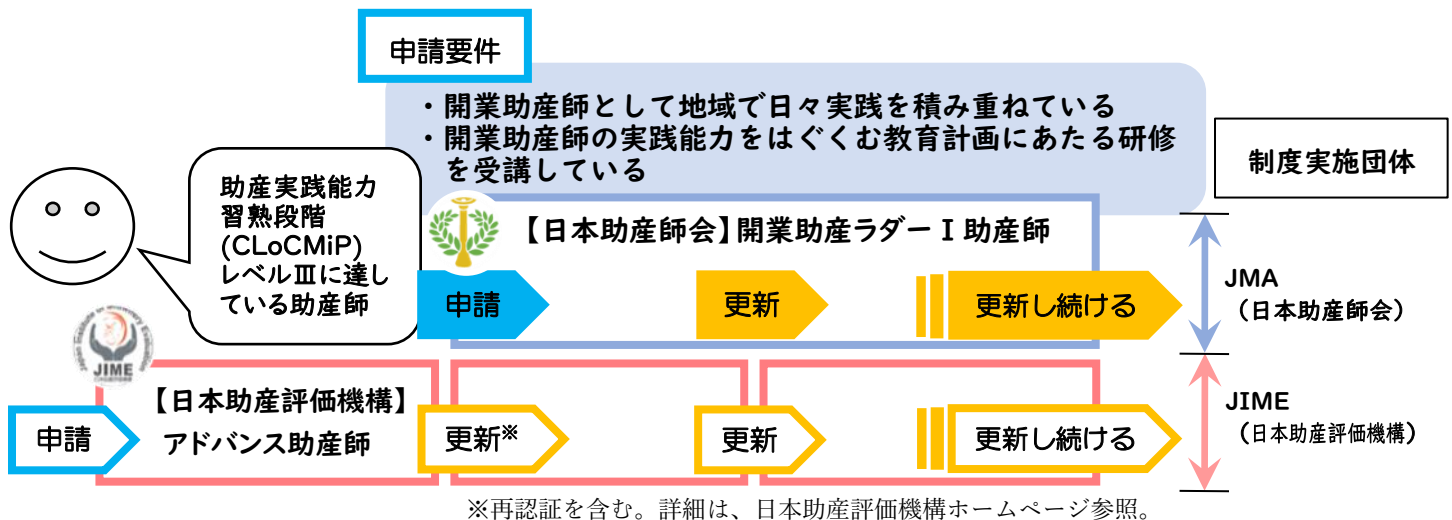 申請要件
・開業助産師として地域で日々実践を積み重ねている
・開業助産師の実践能力をはぐくむ教育計画にあたる研修
を受講している
制度実施団体
助産実践能力
習熟段階
(CLoCMiP)
レベルⅢに達し
ている助産師
【日本助産師会】開業助産ラダーⅠ助産師
申請
更新
更新し続ける
JMA
（日本助産師会）
JIME
【日本助産評価機構】
アドバンス助産師
申請
更新※
更新
更新し続ける
JIME
（日本助産評価機構）
※再認証を含む。詳細は、日本助産評価機構ホームページ参照。